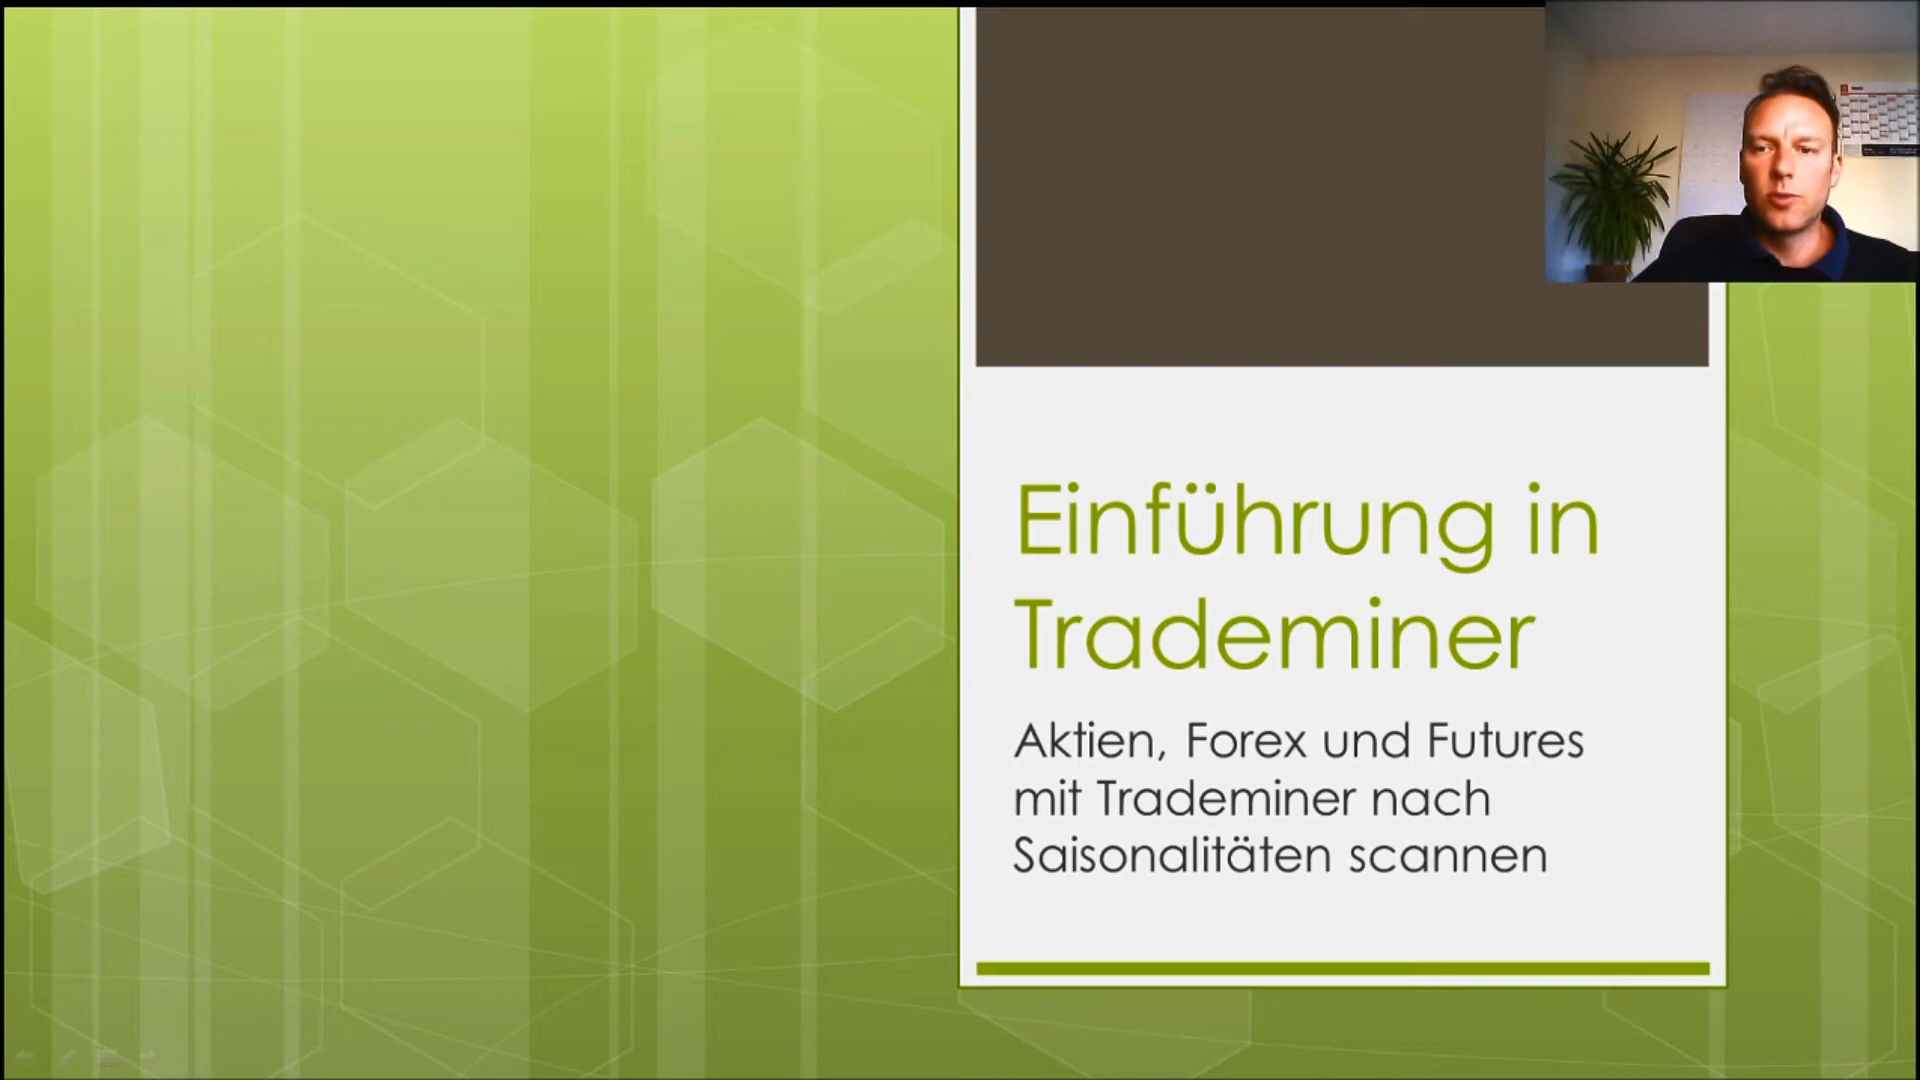 Einführung in
Trademiner
Aktien, Forex und Futures
mit Trademiner nach
Saisonalitäten scannen